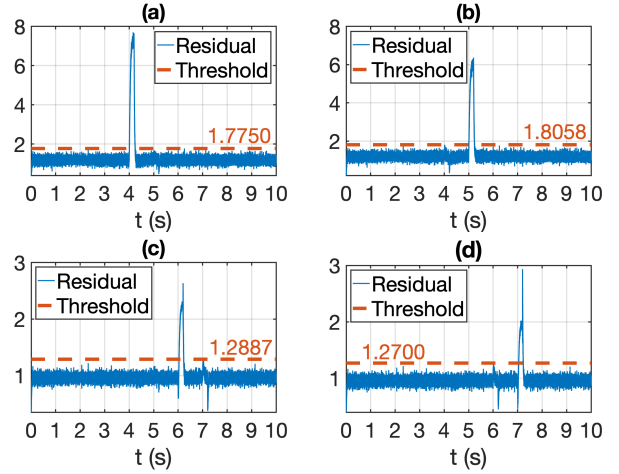 (a)
8
6
4
2
Residual
Threshold
1.7750
0 1 2 3 4 5 6 7 8 9 10
t (s)
(b)
8
6
4
2
Residual
Threshold
1.8058
0 1 2 3 4 5 6 7 8 9 10
t (s)
(c)
3
2
1
Residual
Threshold
1.2887
0 1 2 3 4 5 6 7 8 9 10
t (s)
(d)
3
2
1
Residual
Threshold
1.2700
0 1 2 3 4 5 6 7 8 9 10
t (s)